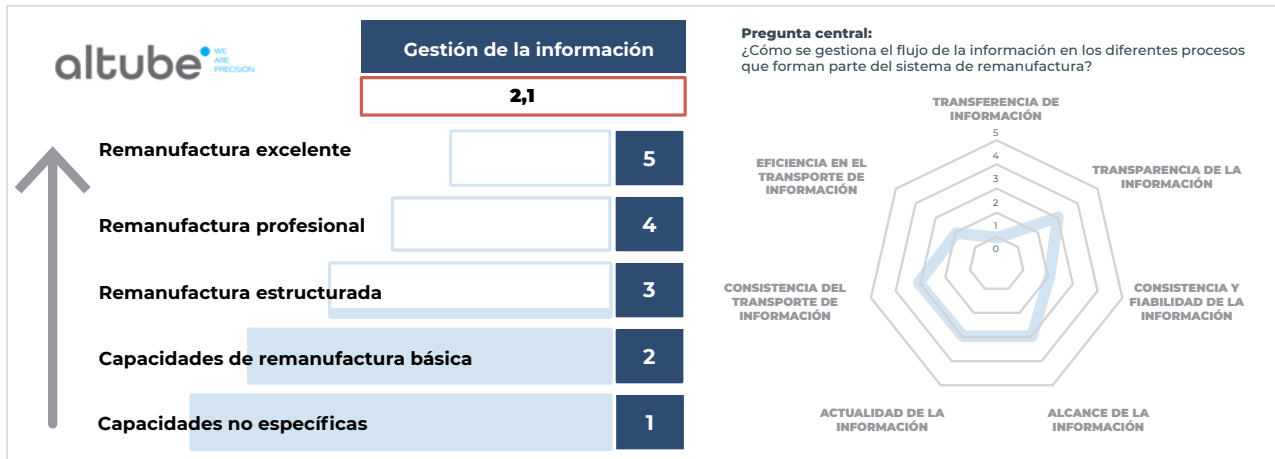 altube
WE
ARE
PRECISION
Gestión de la información
2,1
Remanufactura excelente
5
Remanufactura profesional
4
Remanufactura estructurada
3
Capacidades de remanufactura básica
2
Capacidades no específicas
1
Pregunta central:
¿Cómo se gestiona el flujo de la información en los diferentes procesos
que forman parte del sistema de remanufactura?
TRANSFERENCIA DE
INFORMACIÓN
5
4
3
2
1
0
TRANSPARENCIA DE LA
INFORMACIÓN
CONSISTENCIA Y
FIABILIDAD DE LA
INFORMACIÓN
ALCANCE DE LA
INFORMACIÓN
ACTUALIDAD DE LA
INFORMACIÓN
CONSISTENCIA DEL
TRANSPORTE DE
INFORMACIÓN
EFICIENCIA EN EL
TRANSPORTE DE
INFORMACIÓN